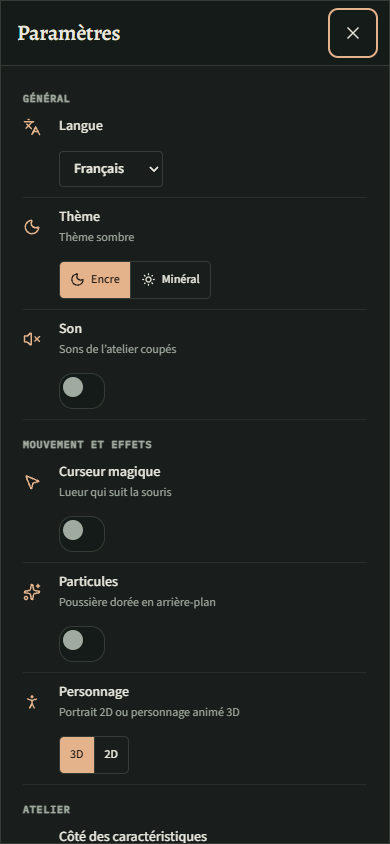 Paramètres
GÉNÉRAL
Langue
Français
Thème
Thème sombre
Encre
Minéral
Son
Sons de l'atelier coupés
MOUVEMENT ET EFFETS
Curseur magique
Lueur qui suit la souris
Particules
Poussière dorée en arrière-plan
Personnage
Portrait 2D ou personnage animé 3D
3D
2D
ATELIER
Côté des caractéristiques